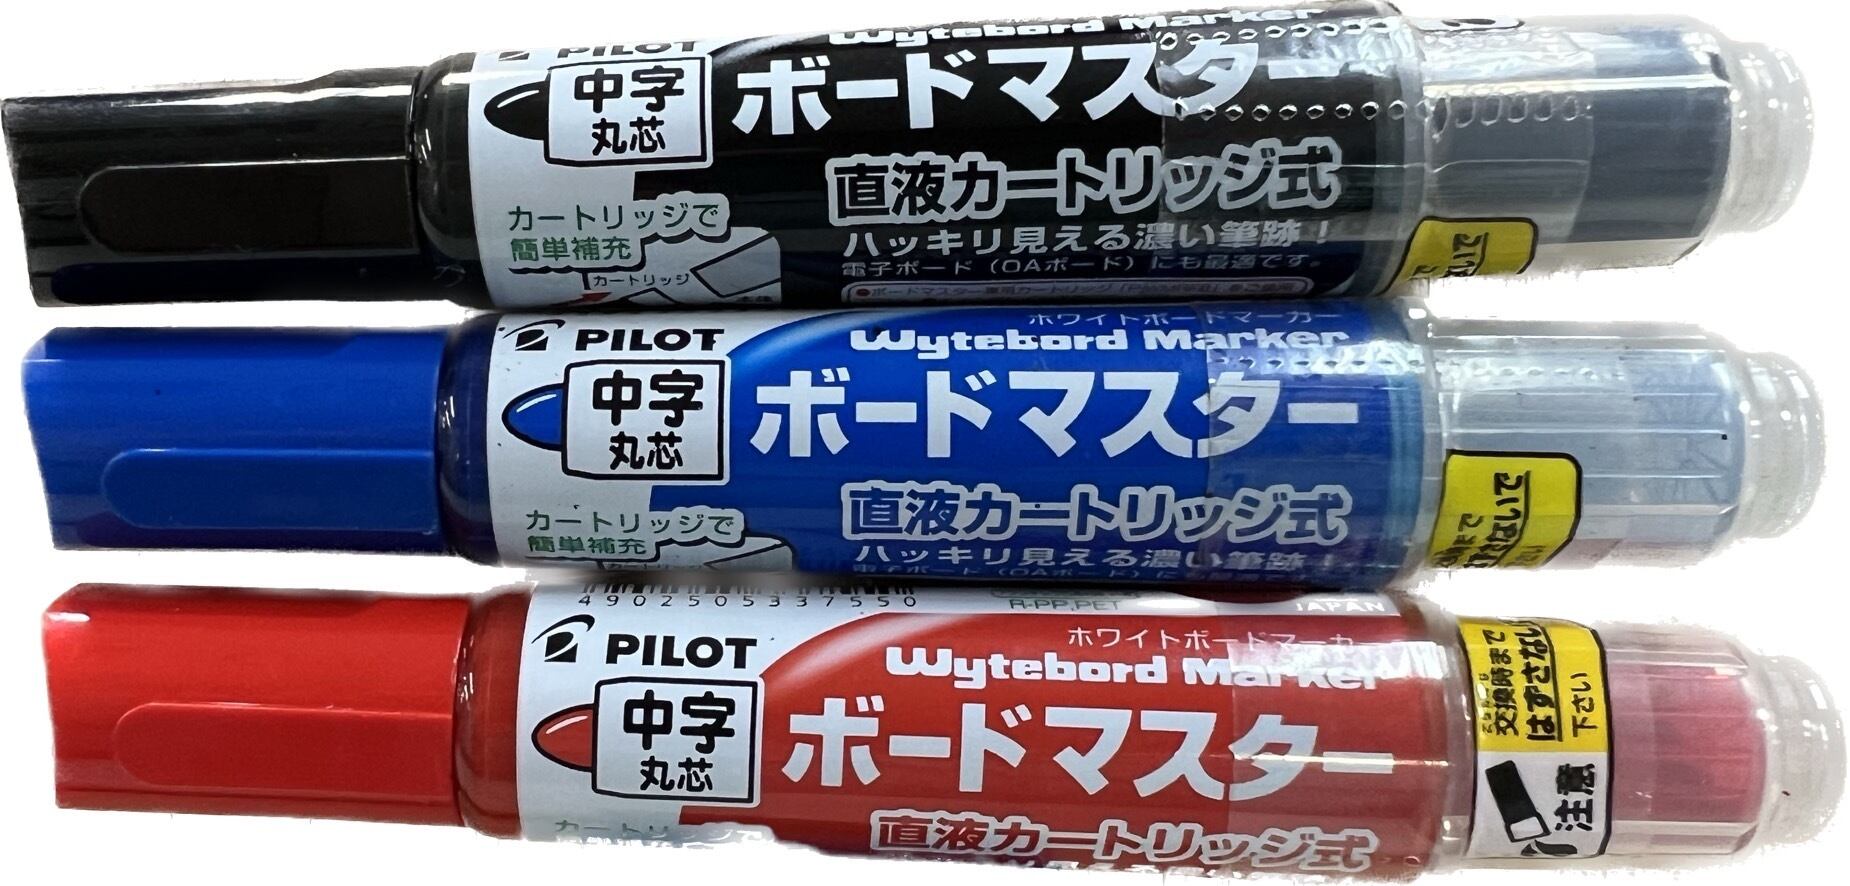 PILOT
Wytebord Marker
中字
丸芯
ボードマスター
直液カートリッジ式
カートリッジで
簡単補充
カートリッジ
ハッキリ見える濃い筆跡!
電子ボード(OAボード)にも最適です。
PILOT
ホワイトボードマーカー
Wytebord Marker
中字
丸芯
ボードマスター
直液カートリッジ式
カートリッジで
簡単補充
ハッキリ見える濃い筆跡
4902505337550
R-PP,PET
JAPAN
PILOT
ホワイトボードマーカー
Wytebord Marker
中字
丸芯
ボードマスター
直液カートリッジ式
カートリッジで
交換時まで
はずさない
下さい
注意